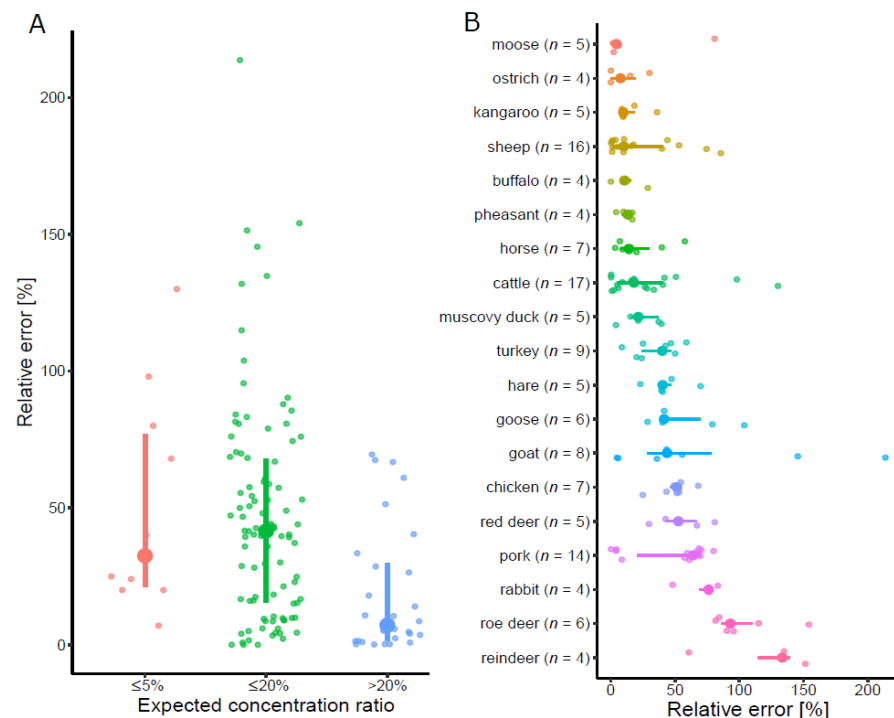 A
Relative error [%]
200
150
100
50
0
≤5%
≤20%
>20%
Expected concentration ratio
B
moose (n = 5)
ostrich (n = 4)
kangaroo (n = 5)
sheep (n = 16)
buffalo (n = 4)
pheasant (n = 4)
horse (n = 7)
cattle (n = 17)
muscovy duck (n = 5)
turkey (n = 9)
hare (n = 5)
goose (n = 6)
goat (n = 8)
chicken (n = 7)
red deer (n = 5)
pork (n = 14)
rabbit (n = 4)
roe deer (n = 6)
reindeer (n = 4)
0
50
100
150
200
Relative error [%]